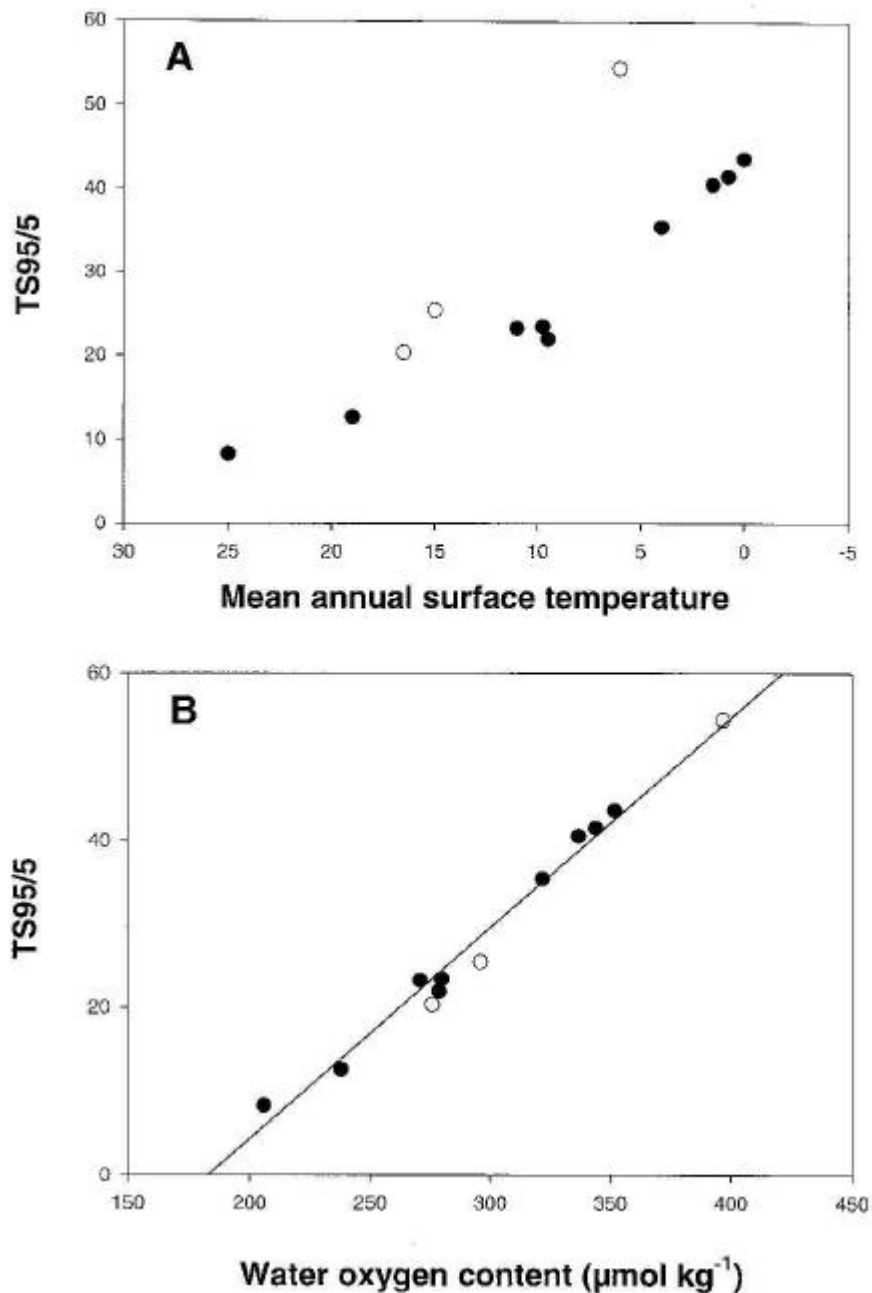 60
A
50
40
TS95/5
30
20
10
0
30 25 20 15 10 5 0 -5
Mean annual surface temperature
60
B
40
TS95/5
20
0
150 200 250 300 350 400 450
Water oxygen content (µmol kg⁻¹)